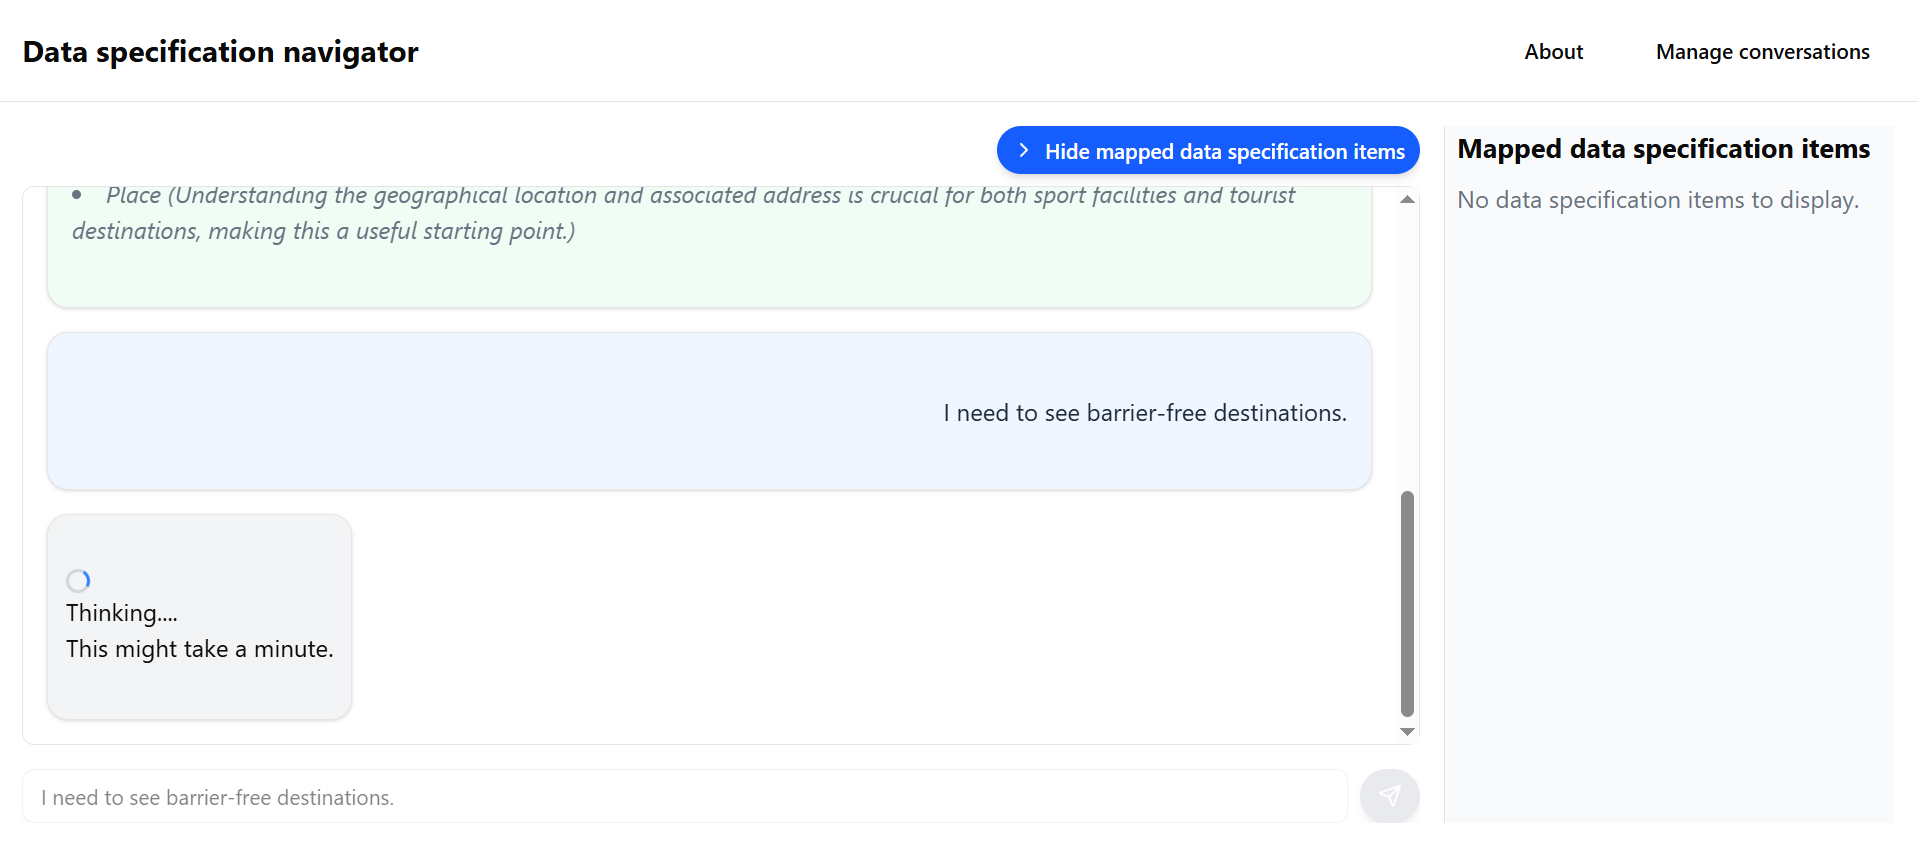 Data specification navigator
About
Manage conversations
Hide mapped data specification items
Mapped data specification items
No data specification items to display.
• Place (Understanding the geographical location and associated address is crucial for both sport facilities and tourist
destinations, making this a useful starting point.)
I need to see barrier-free destinations.
Thinking....
This might take a minute.
I need to see barrier-free destinations.